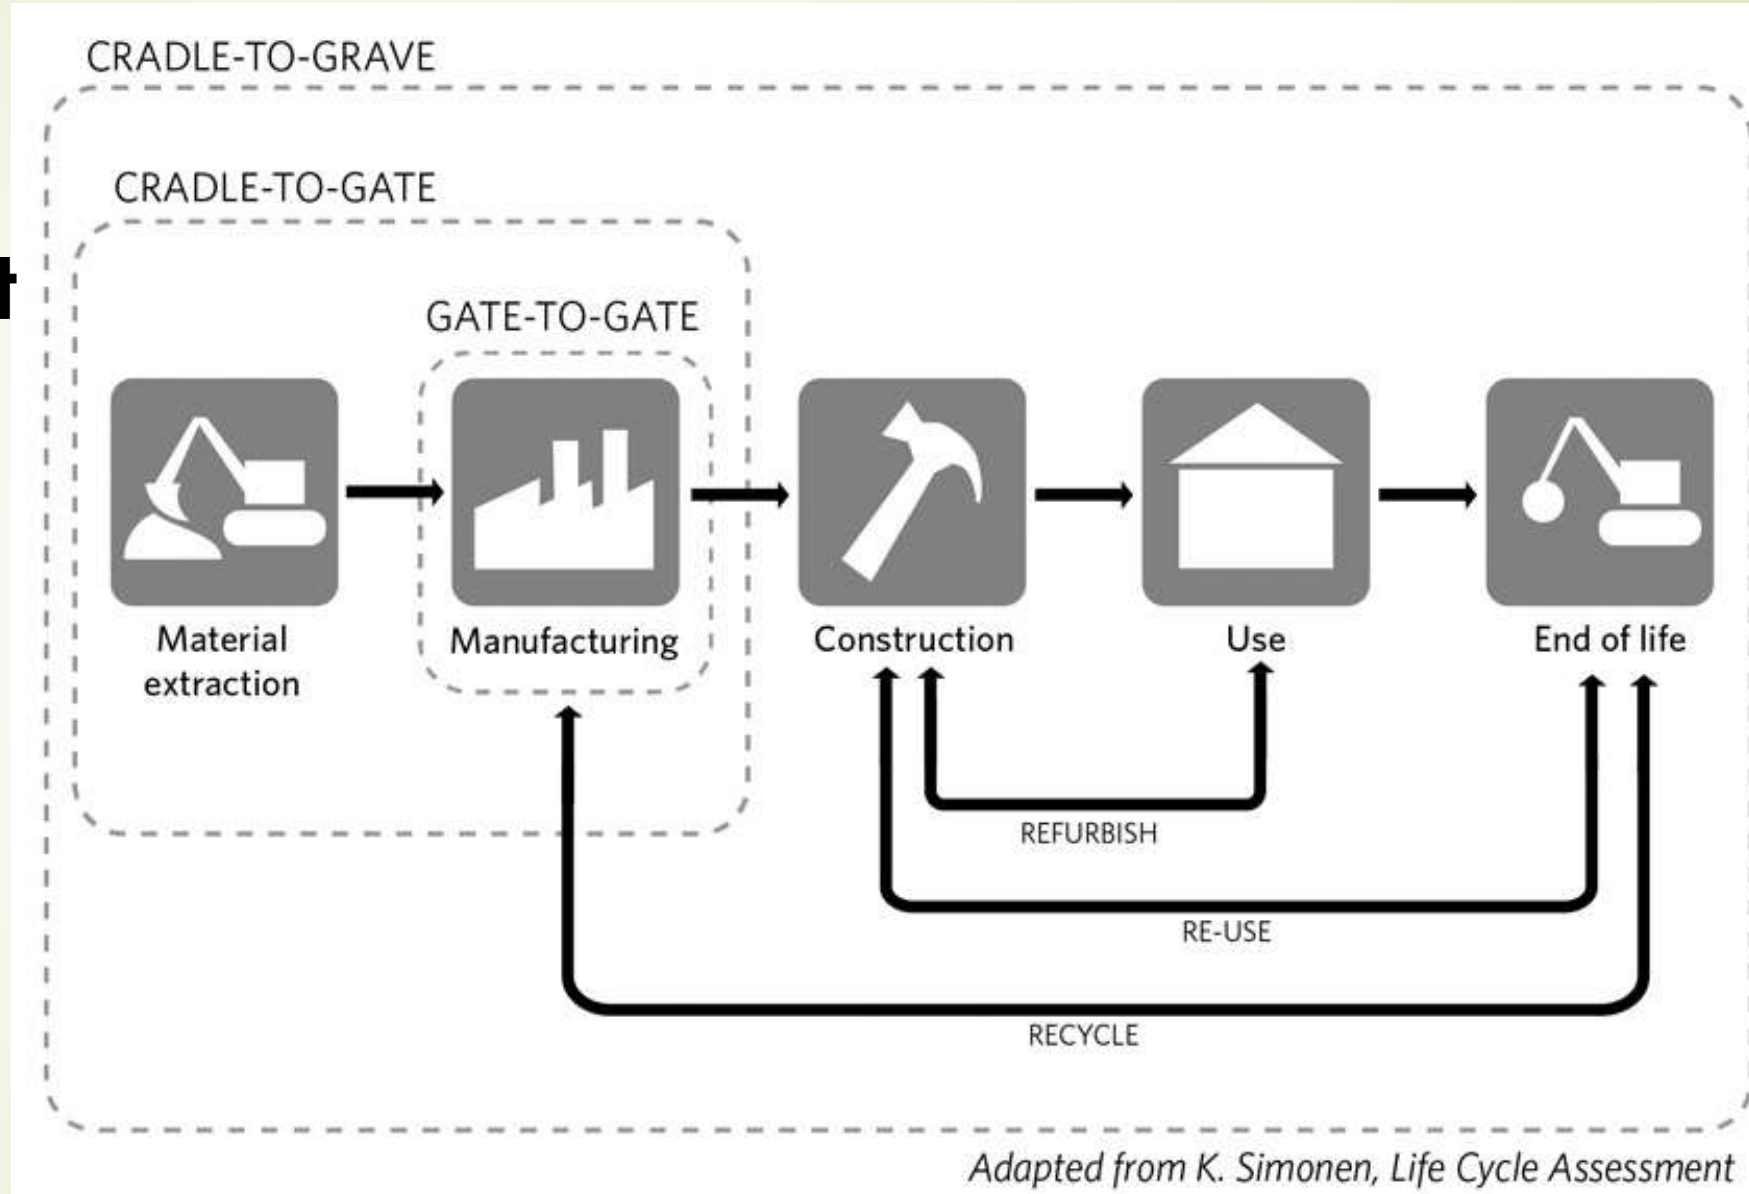 CRADLE-TO-GRAVE
CRADLE-TO-GATE
t
GATE-TO-GATE
Material
extraction
Manufacturing
Construction
Use
End of life
REFURBISH
RE-USE
RECYCLE
Adapted from K. Simonen, Life Cycle Assessment